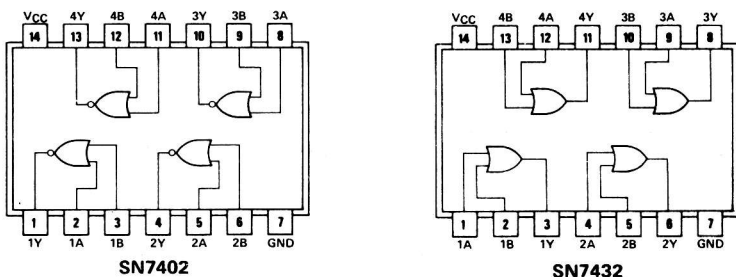 VCC 4Y 4B 4A 3Y 3B 3A
14 13 12 11 10 9 8
1 2 3 4 5 6 7
1Y 1A 1B 2Y 2A 2B GND
SN7402
VCC 4B 4A 4Y 3B 3A 3Y
14 13 12 11 10 9 8
1 2 3 4 5 6 7
1A 1B 1Y 2A 2B 2Y GND
SN7432